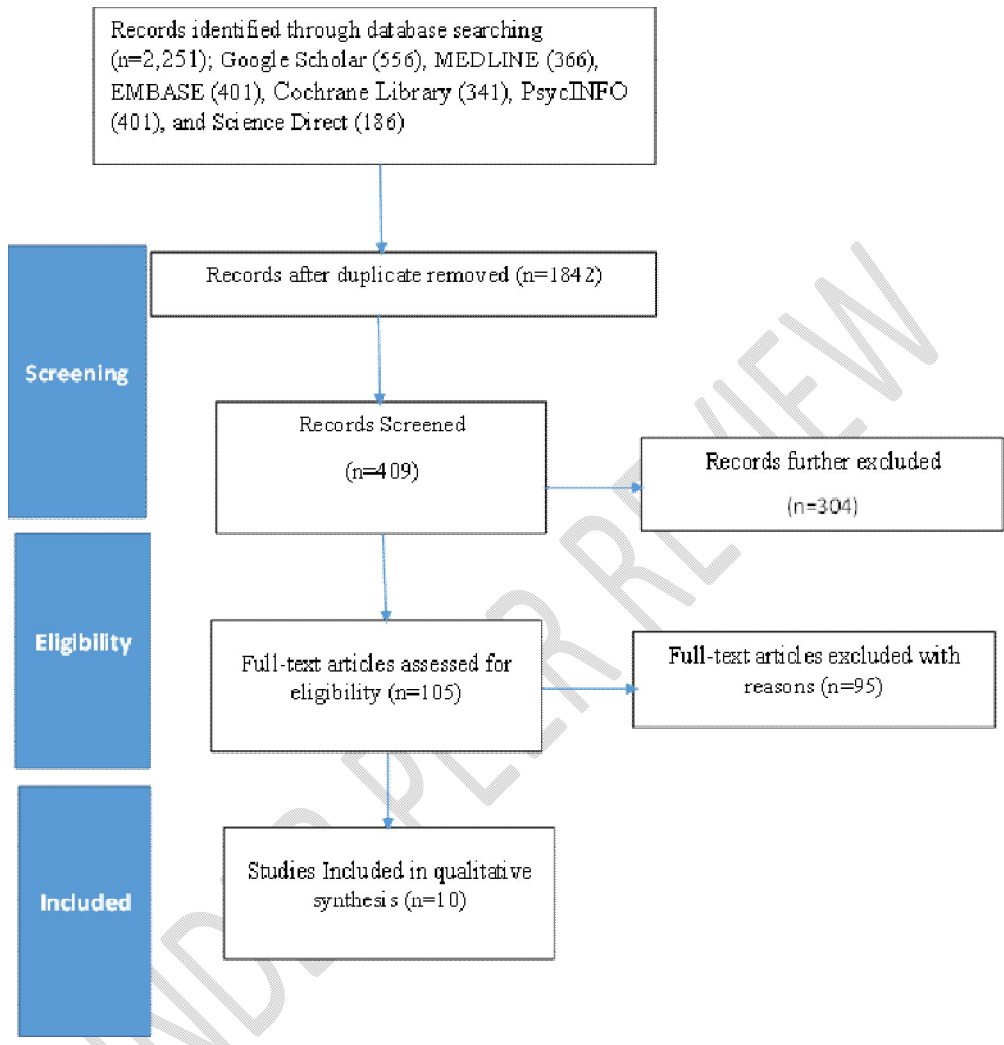 Records identified through database searching
(n=2,251); Google Scholar (556), MEDLINE (366),
EMBASE (401), Cochrane Library (341), PsycINFO
(401), and Science Direct (186)
Records after duplicate removed (n=1842)
Screening
Records Screened
(n=409)
Records further excluded
(n=304)
Eligibility
Full-text articles assessed for
eligibility (n=105)
Full-text articles excluded with
reasons (n=95)
Included
Studies Included in qualitative
synthesis (n=10)
UNDER PEER REVIEW